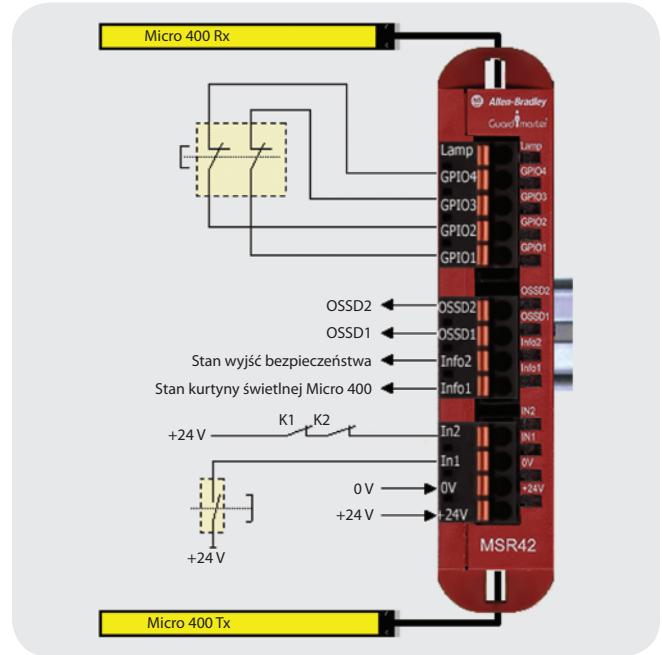 Micro 400 Rx
Allen-Bradley
Guardmaster
Lamp
GPIO4
GPIO3
GPIO2
GPIO1
Lamp
GPIO4
GPIO3
GPIO2
GPIO1
OSSD2
OSSD2
OSSD2
OSSD1
OSSD1
OSSD1
Stan wyjść bezpieczeństwa
Info2
Info2
Stan kurtyny świetlnej Micro 400
Info1
Info1
+24 V
K1 K2
In2
IN2
In1
IN1
0 V
0V
0V
+24 V
+24V
+24V
+24 V
MSR42
Micro 400 Tx